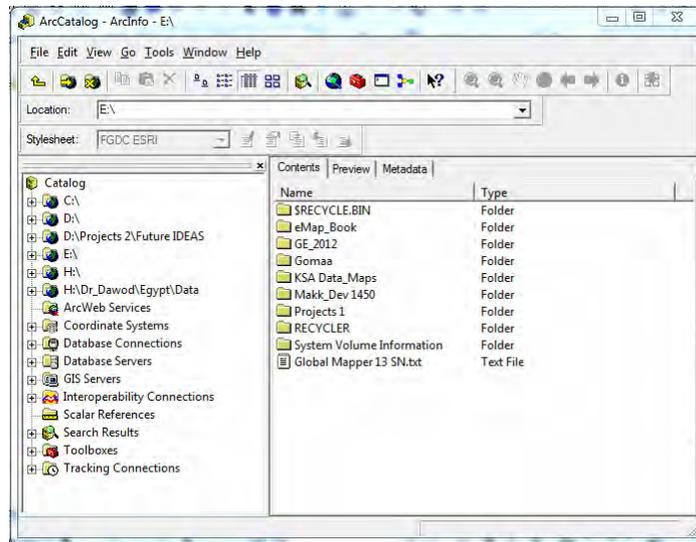 ArcCatalog - ArcInfo - E:\
File Edit View Go Tools Window Help
Location: E:\
Stylesheet: FGDC ESRI
Catalog
C:\
D:\
D:\Projects 2\Future IDEAS
E:\
H:\
H:\Dr_Dawod\Egypt\Data
ArcWeb Services
Coordinate Systems
Database Connections
Database Servers
GIS Servers
Interoperability Connections
Scalar References
Search Results
Toolboxes
Tracking Connections
Contents Preview Metadata
Name Type
$RECYCLE.BIN Folder
eMap_Book Folder
GE_2012 Folder
Gomaa Folder
KSA Data_Maps Folder
Makk_Dev 1450 Folder
Projects 1 Folder
RECYCLER Folder
System Volume Information Folder
Global Mapper 13 SN.txt Text File